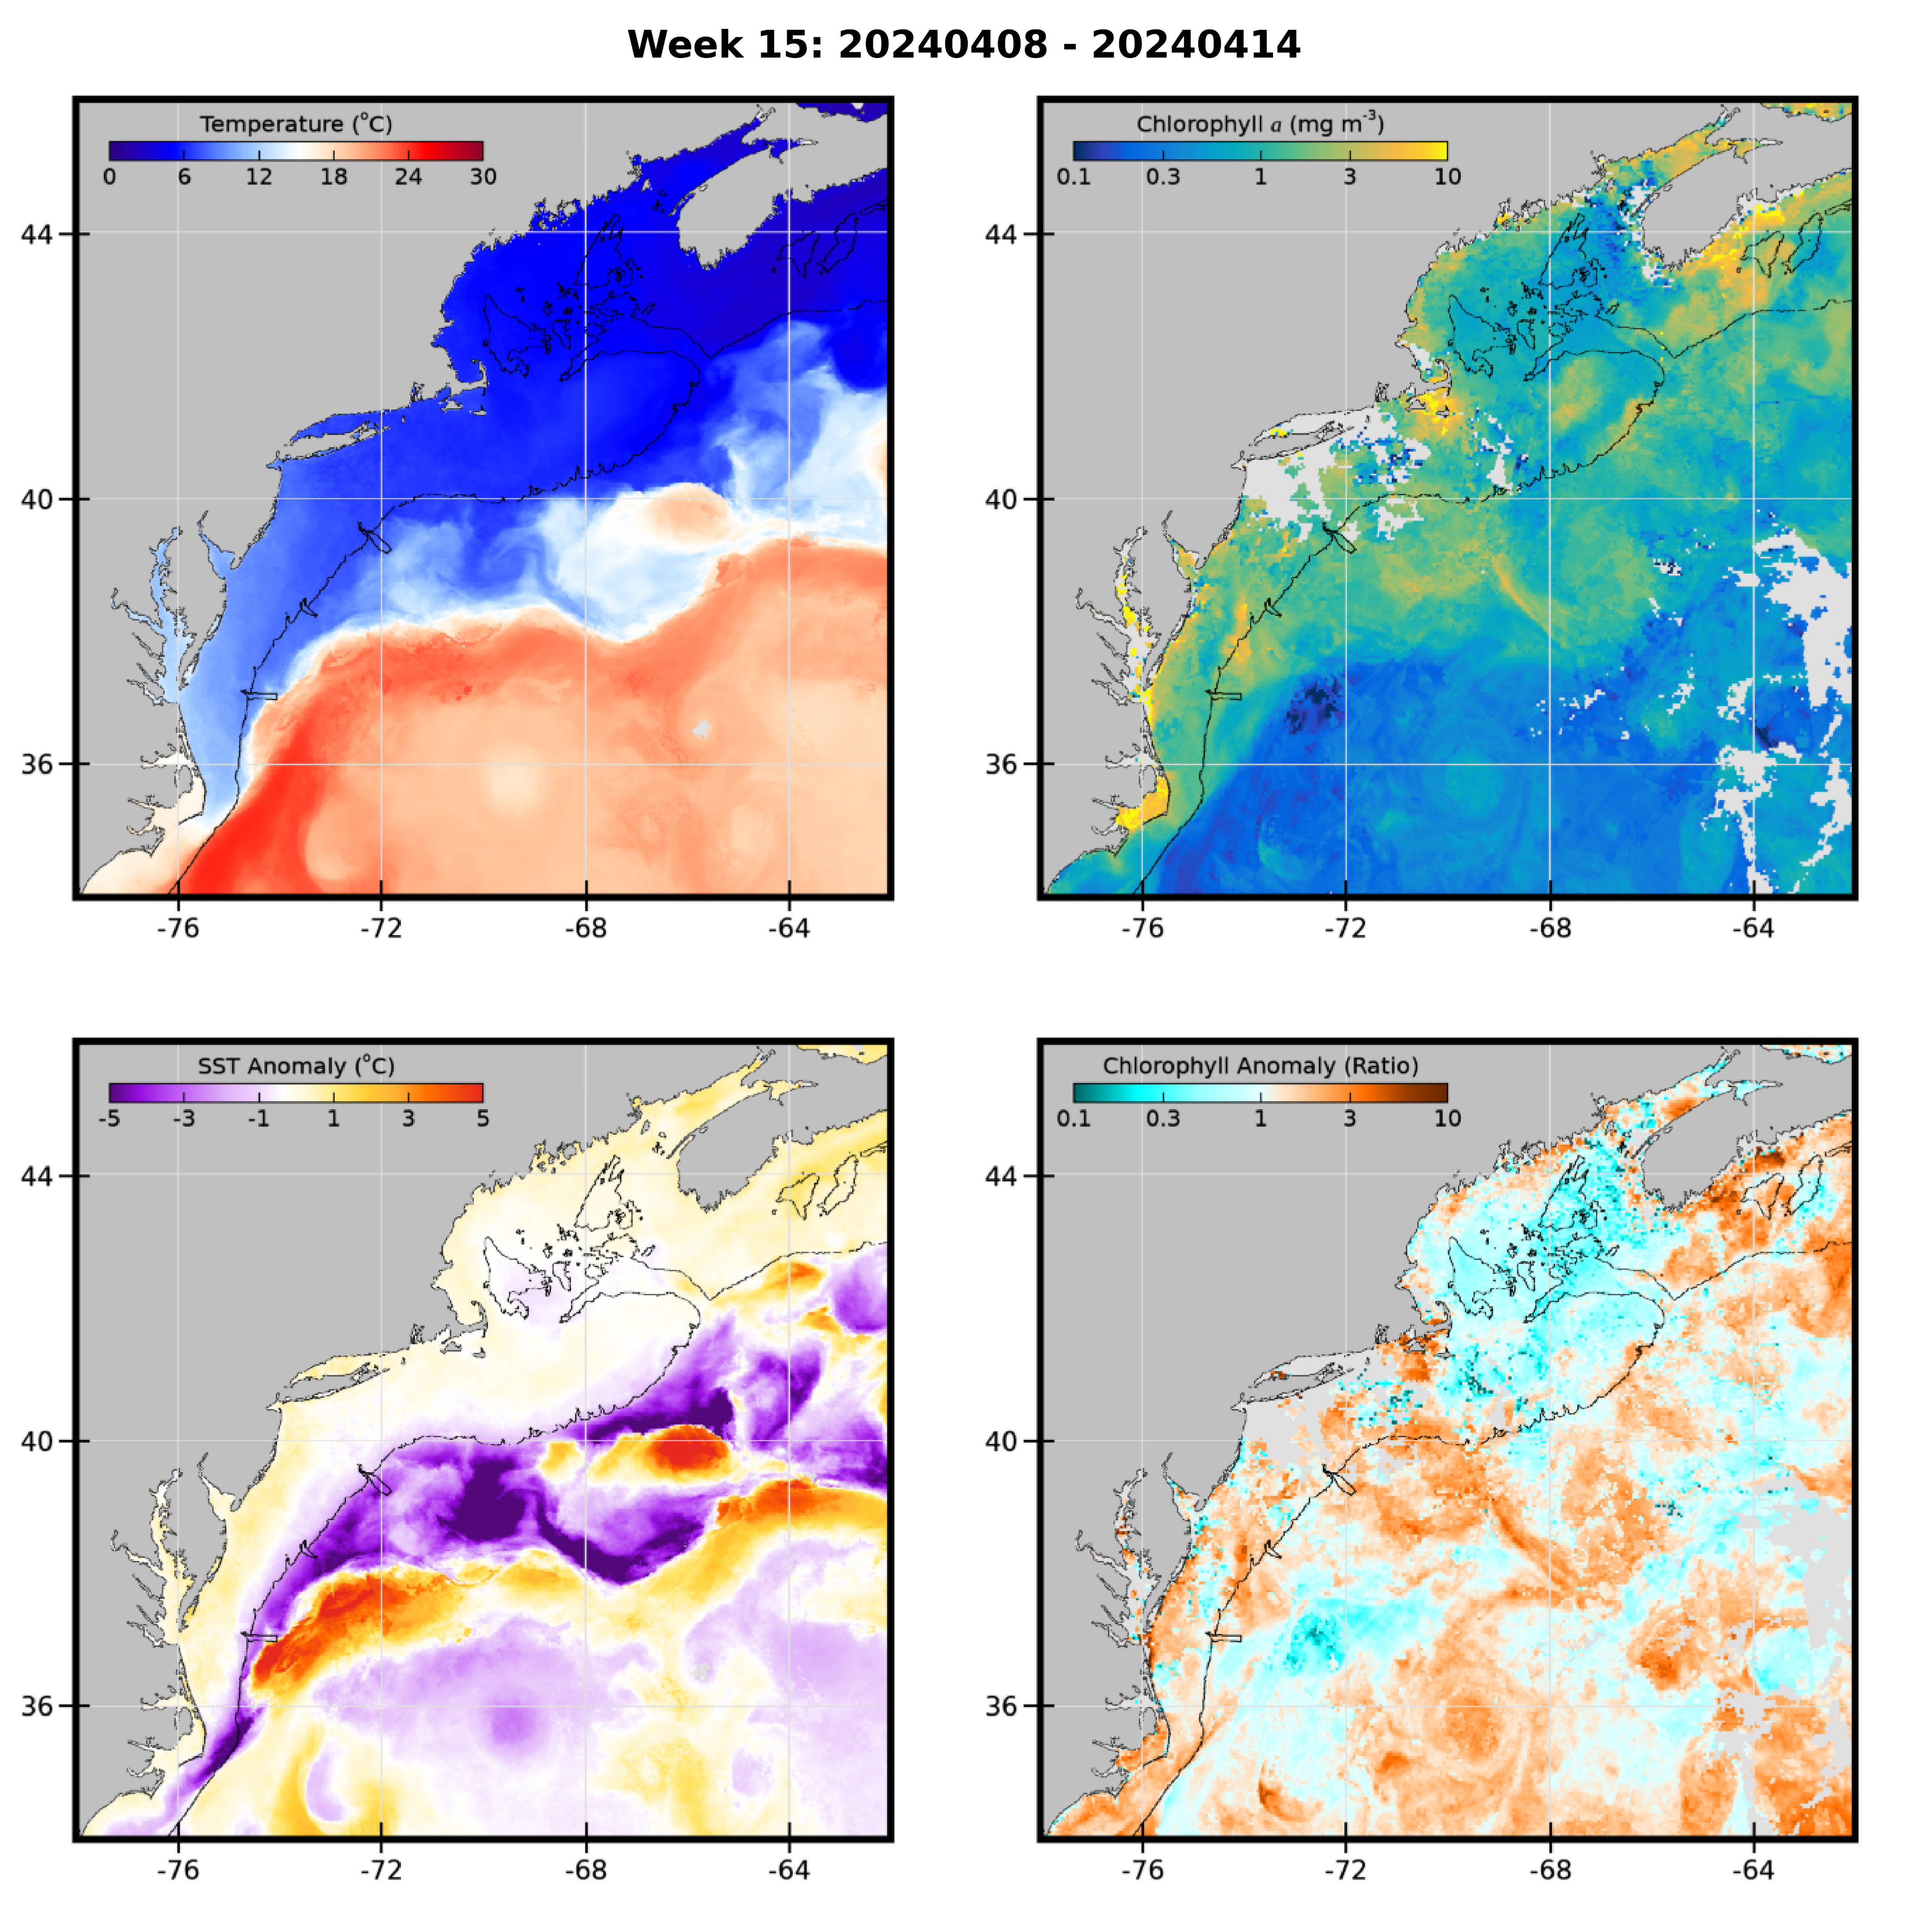 Week 15: 20240408 - 20240414
Temperature (°C)
0 6 12 18 24 30
44
40
36
-76 -72 -68 -64
Chlorophyll a (mg m⁻³)
0.1 0.3 1 3 10
44
40
36
-76 -72 -68 -64
SST Anomaly (°C)
-5 -3 -1 1 3 5
44
40
36
-76 -72 -68 -64
Chlorophyll Anomaly (Ratio)
0.1 0.3 1 3 10
44
40
36
-76 -72 -68 -64